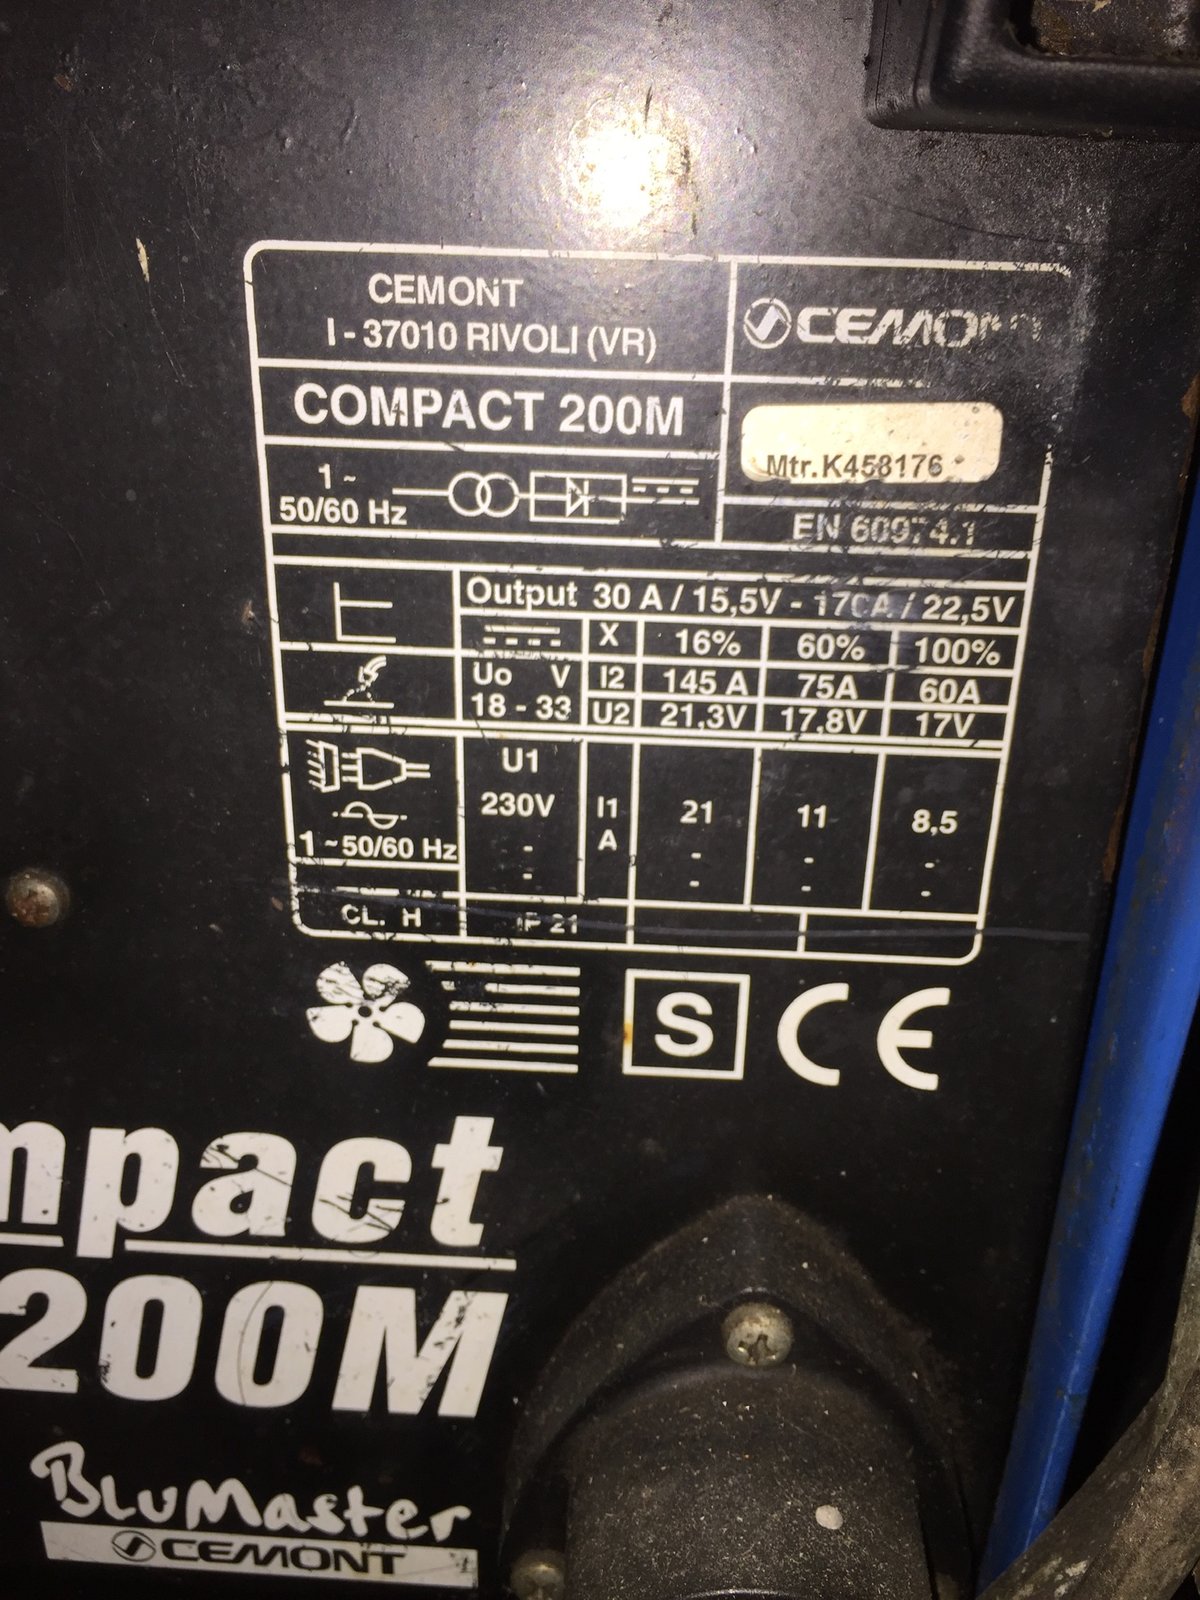 CEMONT
I - 37010 RIVOLI (VR)
CEMONT
COMPACT 200M
Mtr. K458176
1 ~
50/60 Hz
EN 60974.1
Output 30 A / 15,5V - 170A / 22,5V
X 16% 60% 100%
Uo V
18 - 33
I2 145 A 75A 60A
U2 21,3V 17,8V 17V
U1
230V
-
-
I1
A
21 11 8,5
- - -
- - -
1 ~ 50/60 Hz
CL. H IP 21
S CE
mpact
200M
BLUMaster
CEMONT